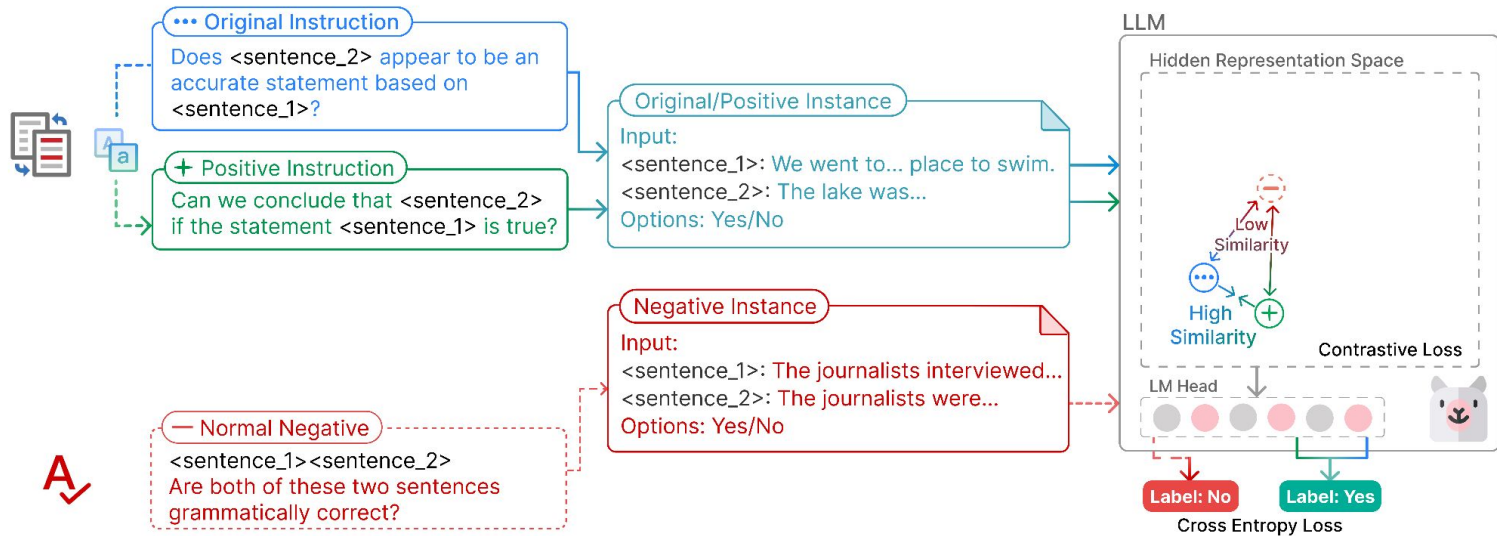 Original Instruction
Does <sentence_2> appear to be an
accurate statement based on
<sentence_1>?
A
a
Positive Instruction
Can we conclude that <sentence_2>
if the statement <sentence_1> is true?
Original/Positive Instance
Input:
<sentence_1>: We went to... place to swim.
<sentence_2>: The lake was...
Options: Yes/No
Negative Instance
Input:
<sentence_1>: The journalists interviewed...
<sentence_2>: The journalists were...
Options: Yes/No
Normal Negative
<sentence_1><sentence_2>
Are both of these two sentences
grammatically correct?
A
LLM
Hidden Representation Space
Low
Similarity
High
Similarity
Contrastive Loss
LM Head
Label: No
Label: Yes
Cross Entropy Loss